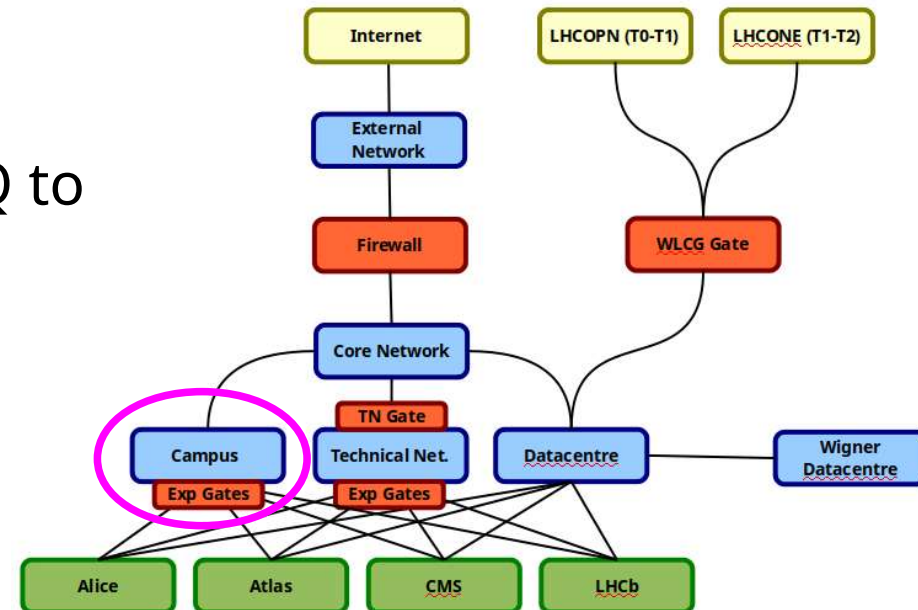 Internet
LHCOPN (T0-T1)
LHCONE (T1-T2)
External
Network
Q to
Firewall
WLCG Gate
Core Network
TN Gate
Campus
Technical Net.
Datacentre
Wigner
Datacentre
Exp Gates
Exp Gates
Alice
Atlas
CMS
LHCb